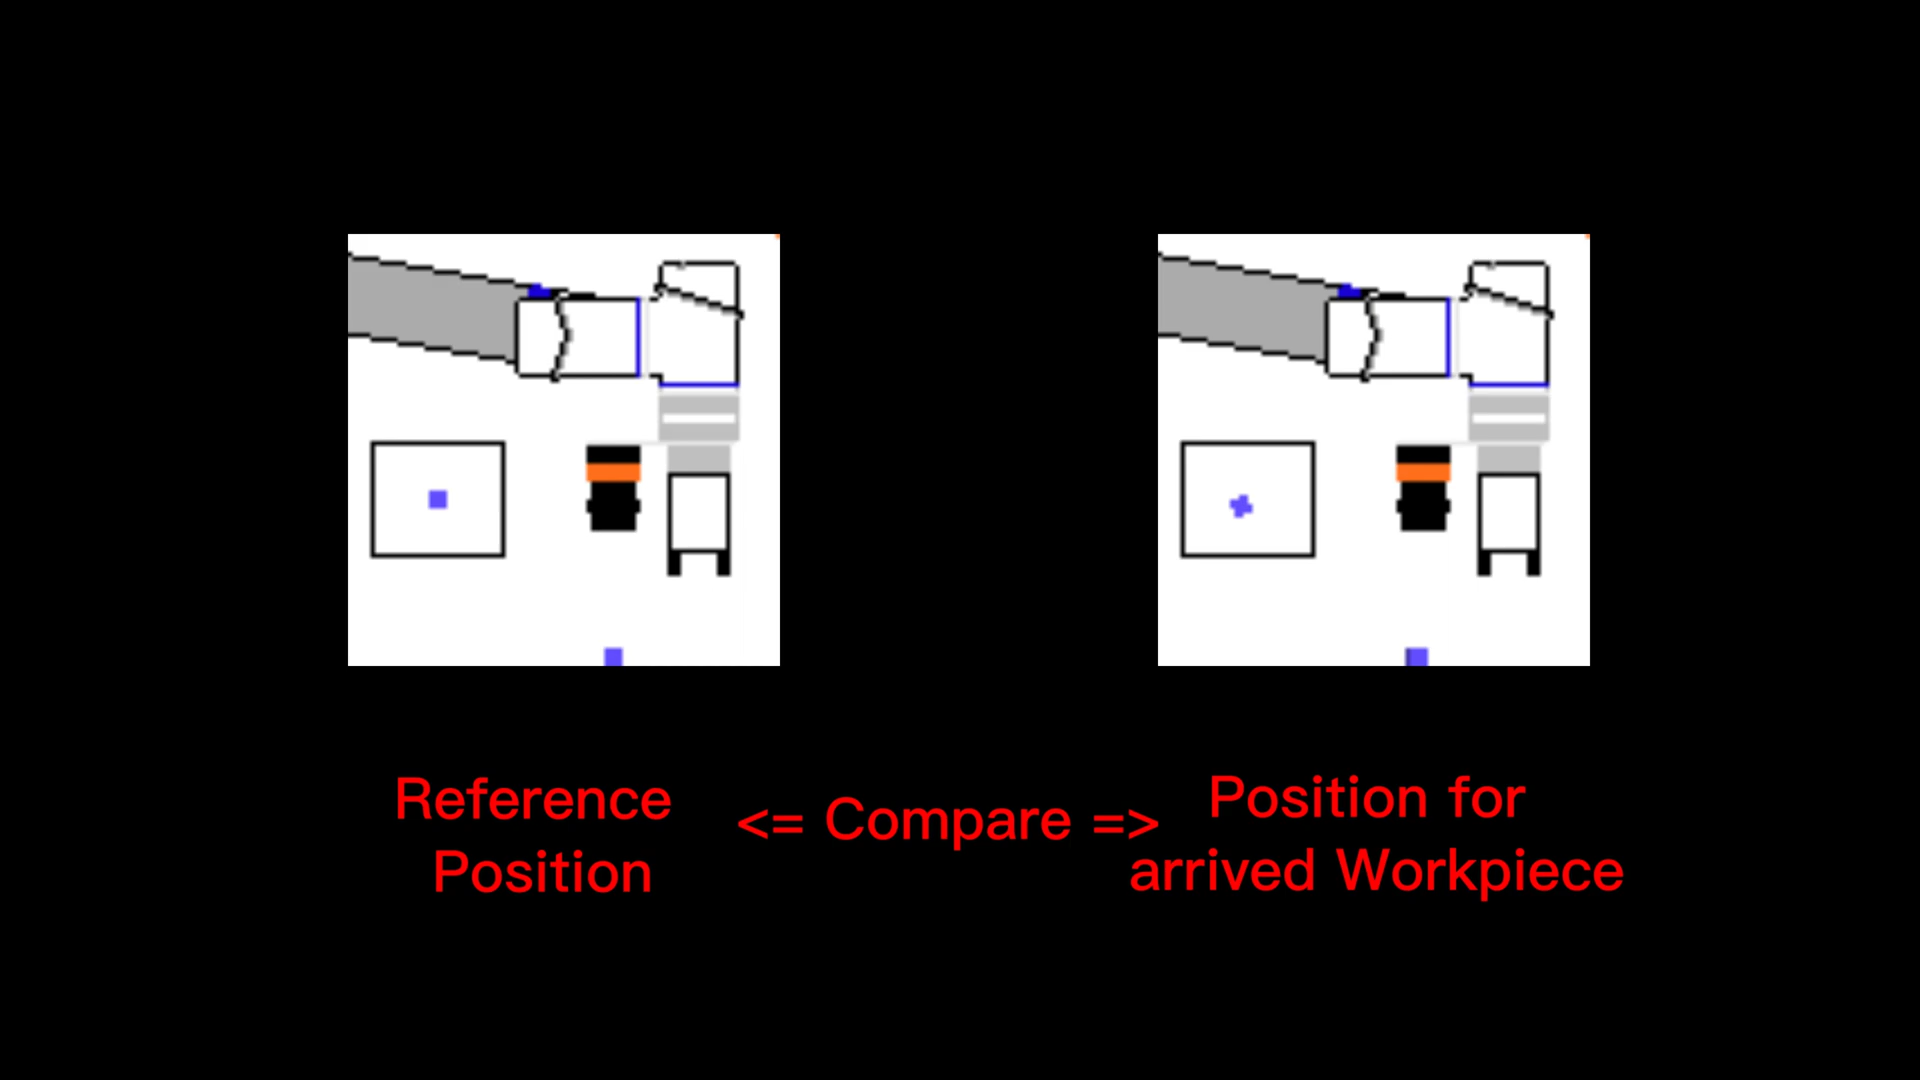 Reference
Position
<= Compare =>
Position for
arrived Workpiece